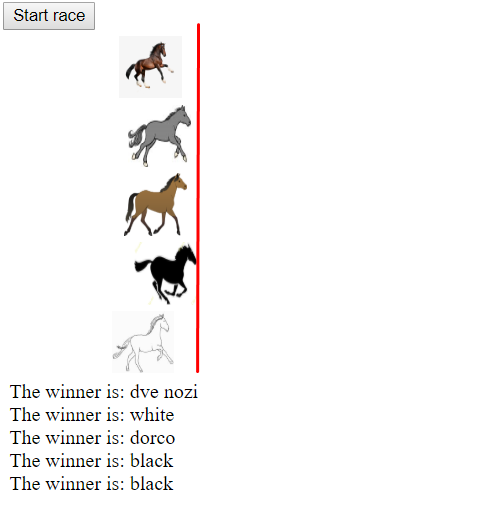 Start race
The winner is: dve nozi
The winner is: white
The winner is: dorco
The winner is: black
The winner is: black